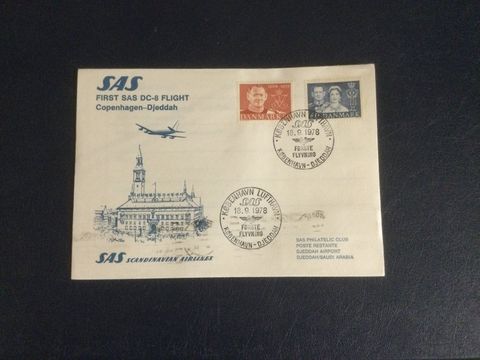 SAS
FIRST SAS DC-8 FLIGHT
Copenhagen-Djeddah
DANMARK
DANMARK
KØBENHAVN LUFTHAVN
SAS
18.9.1978
FØRSTE
FLYVNING
KØBENHAVN-DJEDDAH
KØBENHAVN LUFTHAVN
SAS
18.9.1978
FØRSTE
FLYVNING
KØBENHAVN-DJEDDAH
SAS PHILATELIC CLUB
POSTE RESTANTE
DJEDDAH AIRPORT
DJEDDAH/SAUDI ARABIA
SAS SCANDINAVIAN AIRLINES